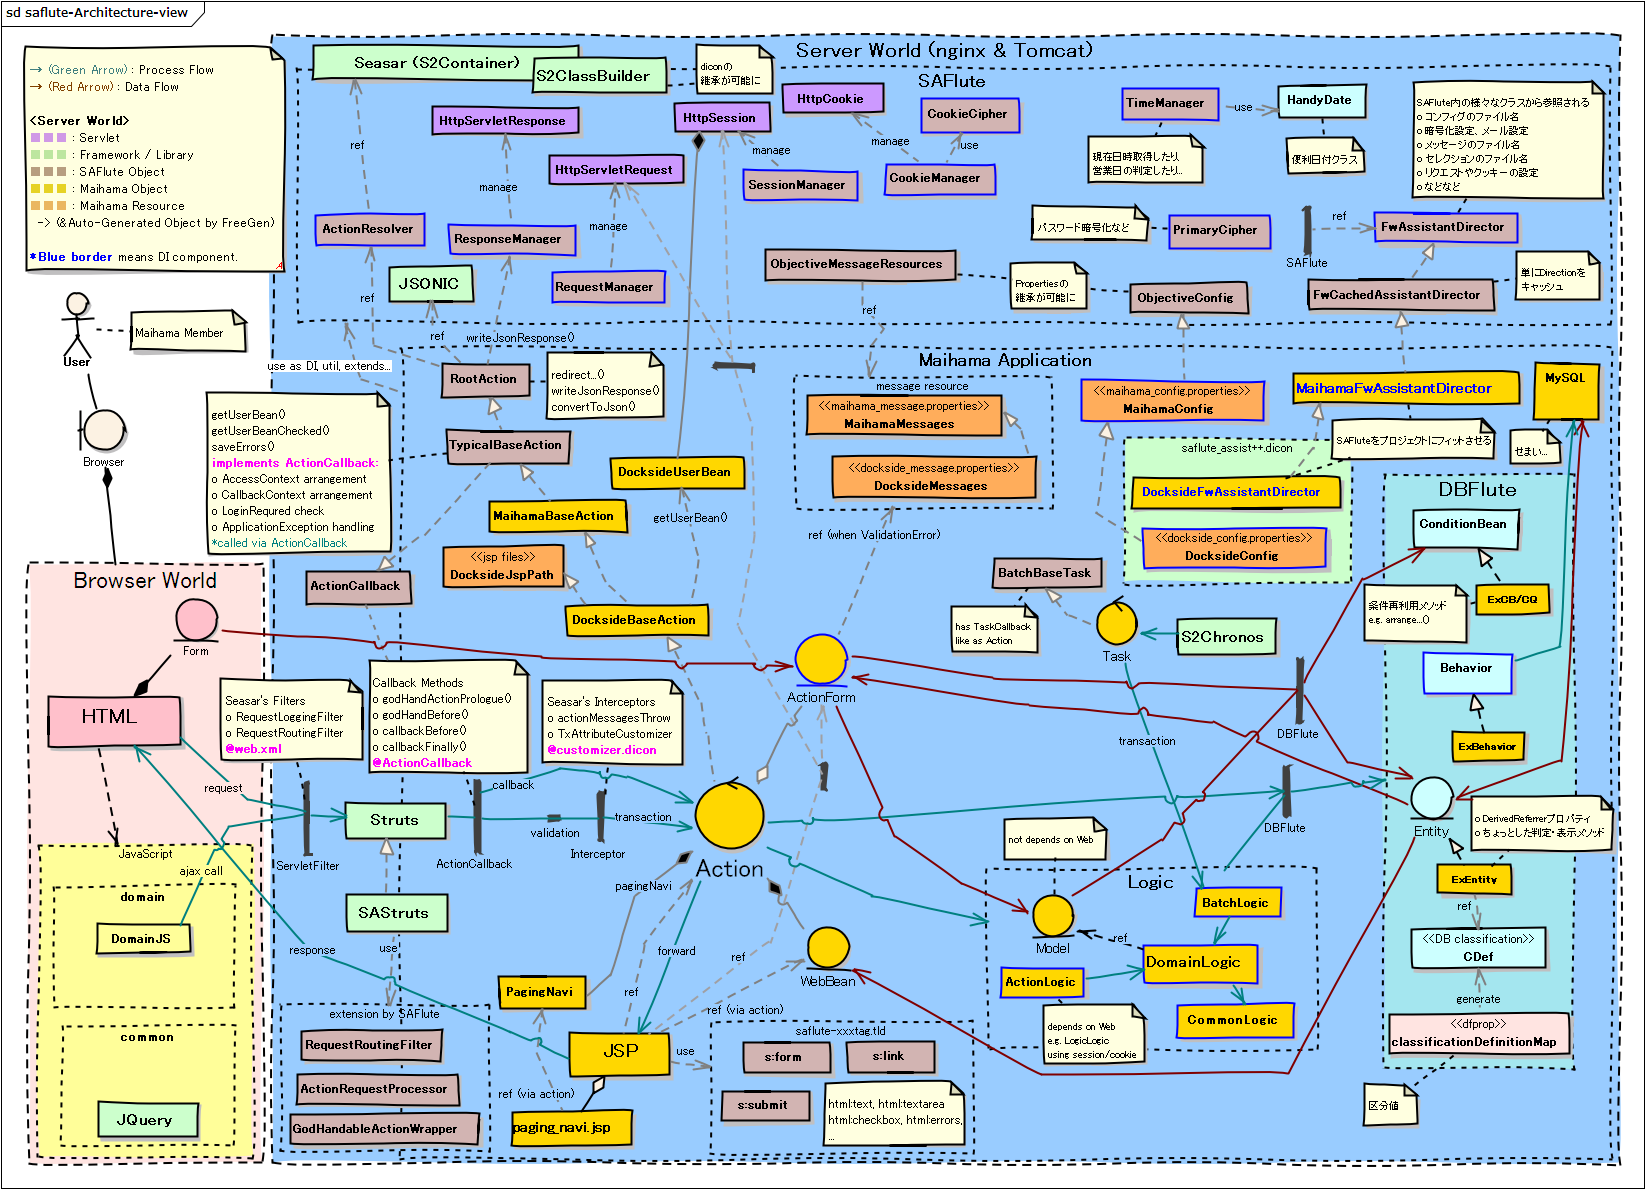 sd saflute-Architecture-view
→ (Green Arrow) : Process Flow
→ (Red Arrow) : Data Flow
<Server World>
: Servlet
: Framework / Library
: SAFlute Object
: Maihama Object
: Maihama Resource
-> (&Auto-Generated Object by FreeGen)
*Blue border means DI component.
User
Maihama Member
Browser
Server World (nginx & Tomcat)
Seasar (S2Container)
S2ClassBuilder
diconの
継承が可能に
SAFlute
HttpServletResponse
HttpSession
HttpCookie
CookieCipher
TimeManager
use
HandyDate
SAFlute内の様々なクラスから参照される
o コンフィグのファイル名
o 暗号化設定、メール設定
o メッセージのファイル名
o セレクションのファイル名
o リクエストやクッキーの設定
o などなど
現在日時取得したり、
営業日の判定したり...
便利日付クラス
ref
manage
HttpServletRequest
manage
SessionManager
manage
use
CookieManager
ActionResolver
ResponseManager
manage
RequestManager
パスワード暗号化など
PrimaryCipher
SAFlute
ref
FwAssistantDirector
ObjectiveMessageResources
Propertiesの
継承が可能に
ObjectiveConfig
FwCachedAssistantDirector
単にDirectionを
キャッシュ
JSONIC
ref
ref
writeJsonResponse()
ref
use as DI, util, extends...
Maihama Application
RootAction
redirect...()
writeJsonResponse()
convertToJson()
getUserBean()
getUserBeanChecked()
saveErrors()
implements ActionCallback:
o AccessContext arrangement
o CallbackContext arrangement
o LoginRequred check
o ApplicationException handling
*called via ActionCallback
TypicalBaseAction
DocksideUserBean
getUserBean()
MaihamaBaseAction
<<jsp files>>
DocksideJspPath
ActionCallback
DocksideBaseAction
message resource
<<maihama_message.properties>>
MaihamaMessages
<<dockside_message.properties>>
DocksideMessages
ref (when ValidationError)
<<maihama_config.properties>>
MaihamaConfig
MaihamaFwAssistantDirector
MySQL
SAFluteをプロジェクトにフィットさせる
せまい...
saflute_assist++.dicon
DocksideFwAssistantDirector
<<dockside_config.properties>>
DocksideConfig
DBFlute
ConditionBean
ExCB/CQ
条件再利用メソッド
e.g. arrange...()
Behavior
ExBehavior
BatchBaseTask
has TaskCallback
like as Action
Task
S2Chronos
transaction
DBFlute
DBFlute
Entity
o DerivedReferrerプロパティ
o ちょっとした判定・表示メソッド
ExEntity
ref
<<DB classification>>
CDef
generate
<<dfprop>>
classificationDefinitionMap
区分値
Browser World
Form
HTML
JavaScript
domain
DomainJS
common
JQuery
request
ajax call
response
Seasar's Filters
o RequestLoggingFilter
o RequestRoutingFilter
@web.xml
Callback Methods
o godHandActionPrologue()
o godHandBefore()
o callbackBefore()
o callbackFinally()
@ActionCallback
Seasar's Interceptors
o actionMessagesThrow
o TxAttributeCustomizer
@customizer.dicon
ActionForm
ServletFilter
Struts
ActionCallback
callback
validation
Interceptor
transaction
Action
SAStruts
use
extension by SAFlute
RequestRoutingFilter
ActionRequestProcessor
GodHandableActionWrapper
pagingNavi
PagingNavi
forward
ref
ref
ref (via action)
WebBean
JSP
ref (via action)
use
paging_navi.jsp
saflute-xxxtag.tld
s:form
s:link
s:submit
html:text, html:textarea
html:checkbox, html:errors,
...
not depends on Web
Logic
Model
ref
BatchLogic
DomainLogic
ActionLogic
CommonLogic
depends on Web
e.g. LogicLogic
using session/cookie